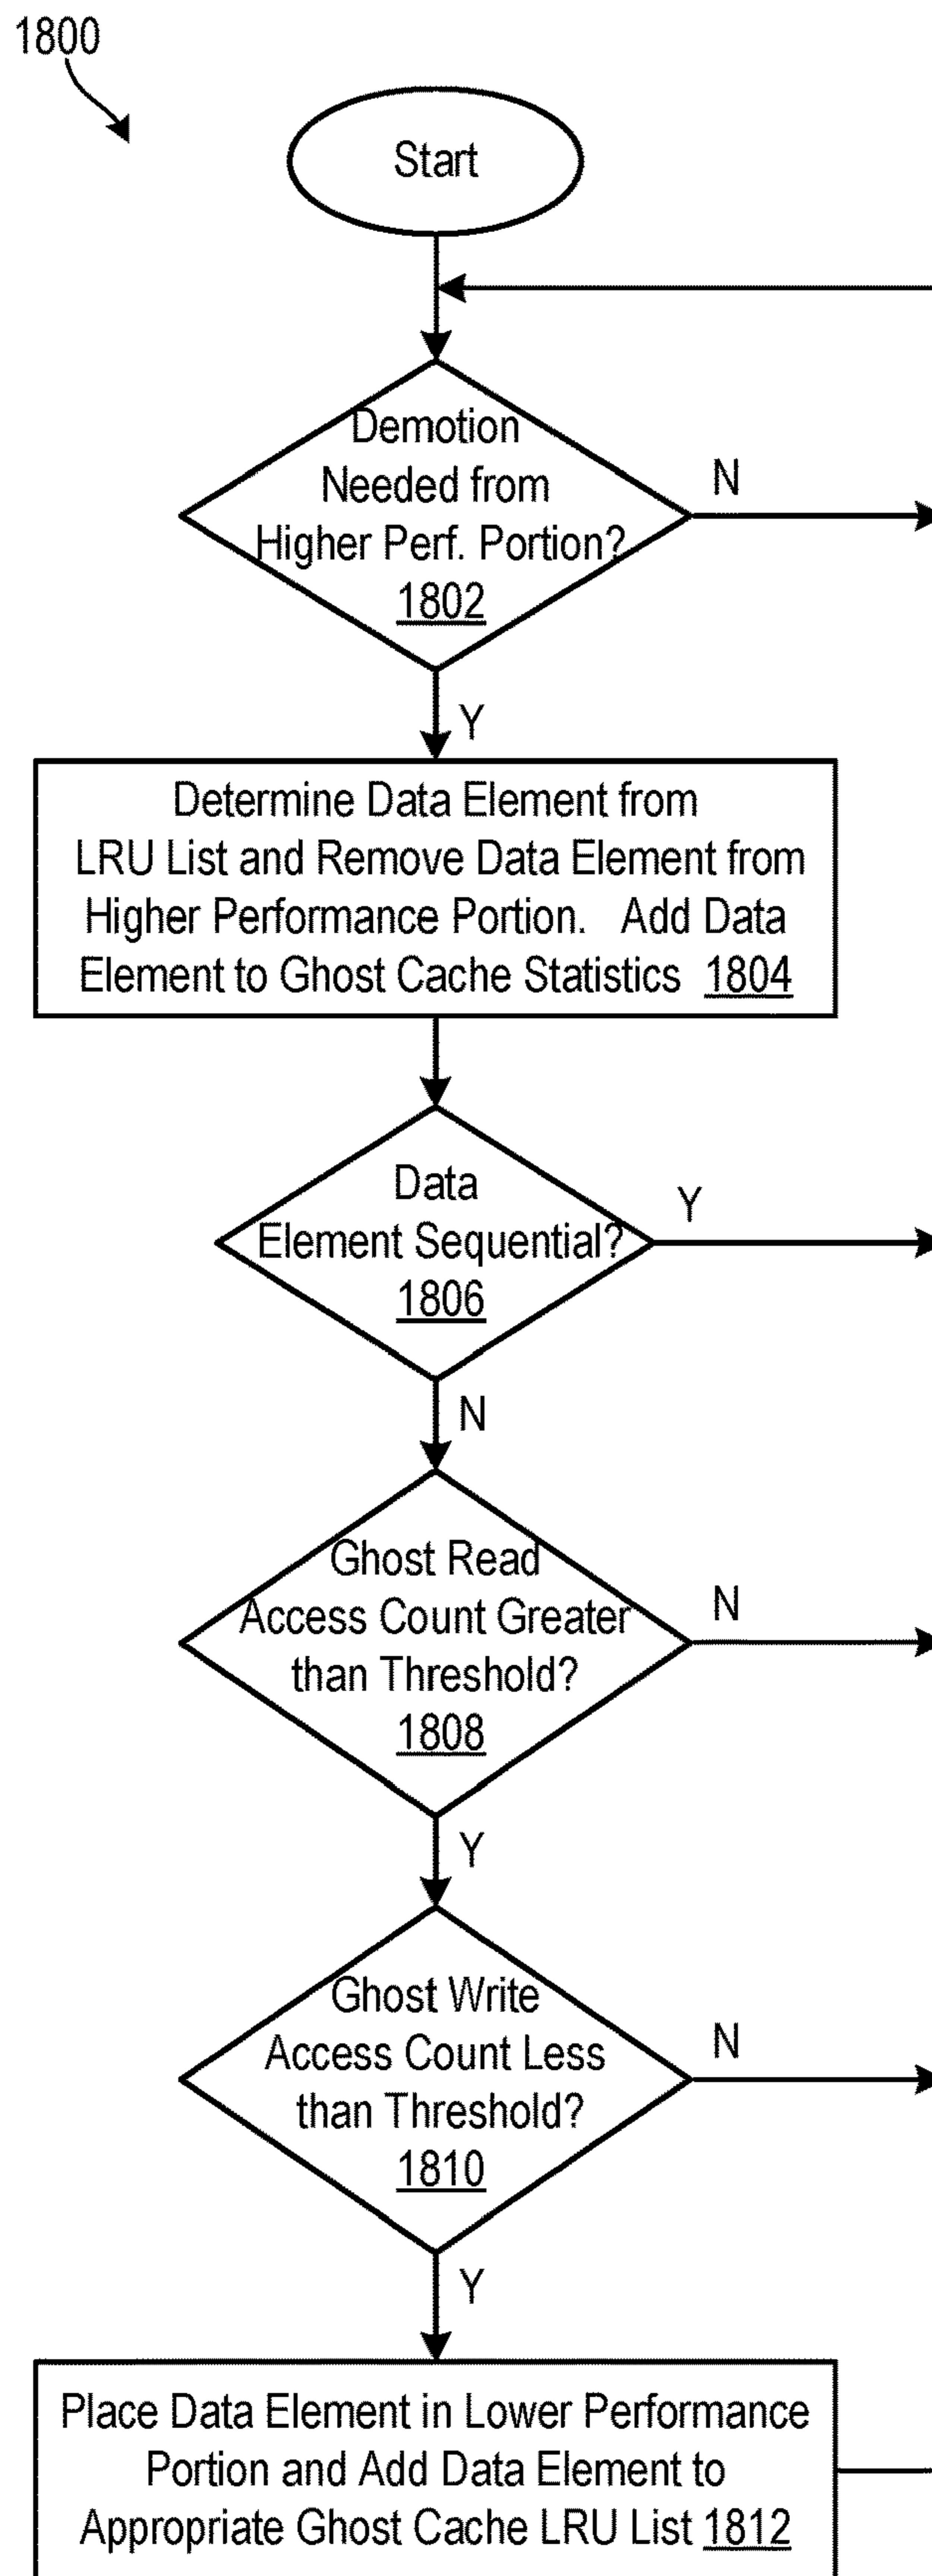 1800
Start
Demotion
Needed from
Higher Perf. Portion?
1802
N
Y
Determine Data Element from
LRU List and Remove Data Element from
Higher Performance Portion. Add Data
Element to Ghost Cache Statistics 1804
Data
Element Sequential?
1806
Y
N
Ghost Read
Access Count Greater
than Threshold?
1808
N
Y
Ghost Write
Access Count Less
than Threshold?
1810
N
Y
Place Data Element in Lower Performance
Portion and Add Data Element to
Appropriate Ghost Cache LRU List 1812